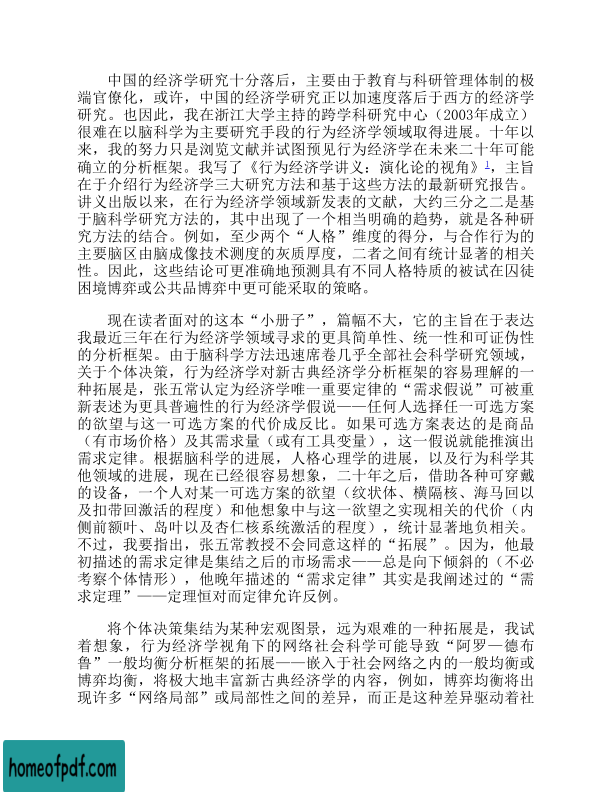 中国的经济学研究十分落后，主要由于教育与科研管理体制的极
端官僚化，或许，中国的经济学研究正以加速度落后于西方的经济学
研究。也因此，我在浙江大学主持的跨学科研究中心（2003年成立）
很难在以脑科学为主要研究手段的行为经济学领域取得进展。十年以
来，我的努力只是浏览文献并试图预见行为经济学在未来二十年可能
确立的分析框架。我写了《行为经济学讲义：演化论的视角》1，主旨
在于介绍行为经济学三大研究方法和基于这些方法的最新研究报告。
讲义出版以来，在行为经济学领域新发表的文献，大约三分之二是基
于脑科学研究方法的，其中出现了一个相当明确的趋势，就是各种研
究方法的结合。例如，至少两个“人格”维度的得分，与合作行为的
主要脑区由脑成像技术测度的灰质厚度，二者之间有统计显著的相关
性。因此，这些结论可更准确地预测具有不同人格特质的被试在囚徒
困境博弈或公共品博弈中更可能采取的策略。
现在读者面对的这本“小册子”，篇幅不大，它的主旨在于表达
我最近三年在行为经济学领域寻求的更具简单性、统一性和可证伪性
的分析框架。由于脑科学方法迅速席卷几乎全部社会科学研究领域，
关于个体决策，行为经济学对新古典经济学分析框架的容易理解的一
种拓展是，张五常认定为经济学唯一重要定律的“需求假说”可被重
新表述为更具普遍性的行为经济学假说——任何人选择任一可选方案
的欲望与这一可选方案的代价成反比。如果可选方案表达的是商品
（有市场价格）及其需求量（或有工具变量），这一假说就能推演出
需求定律。根据脑科学的进展，人格心理学的进展，以及行为科学其
他领域的进展，现在已经很容易想象，二十年之后，借助各种可穿戴
的设备，一个人对某一可选方案的欲望（纹状体、横隔核、海马回以
及扣带回激活的程度）和他想象中与这一欲望之实现相关的代价（内
侧前额叶、岛叶以及杏仁核系统激活的程度），统计显著地负相关。
不过，我要指出，张五常教授不会同意这样的“拓展”。因为，他最
初描述的需求定律是集结之后的市场需求——总是向下倾斜的（不必
考察个体情形），他晚年描述的“需求定律”其实是我阐述过的“需
求定理”——定理恒对而定律允许反例。
将个体决策集结为某种宏观图景，远为艰难的一种拓展是，我试
着想象，行为经济学视角下的网络社会科学可能导致“阿罗—德布
鲁”一般均衡分析框架的拓展——嵌入于社会网络之内的一般均衡或
博弈均衡，将极大地丰富新古典经济学的内容，例如，博弈均衡将出
现许多“网络局部”或局部性之间的差异，而正是这种差异驱动着社
homeofpdf.com